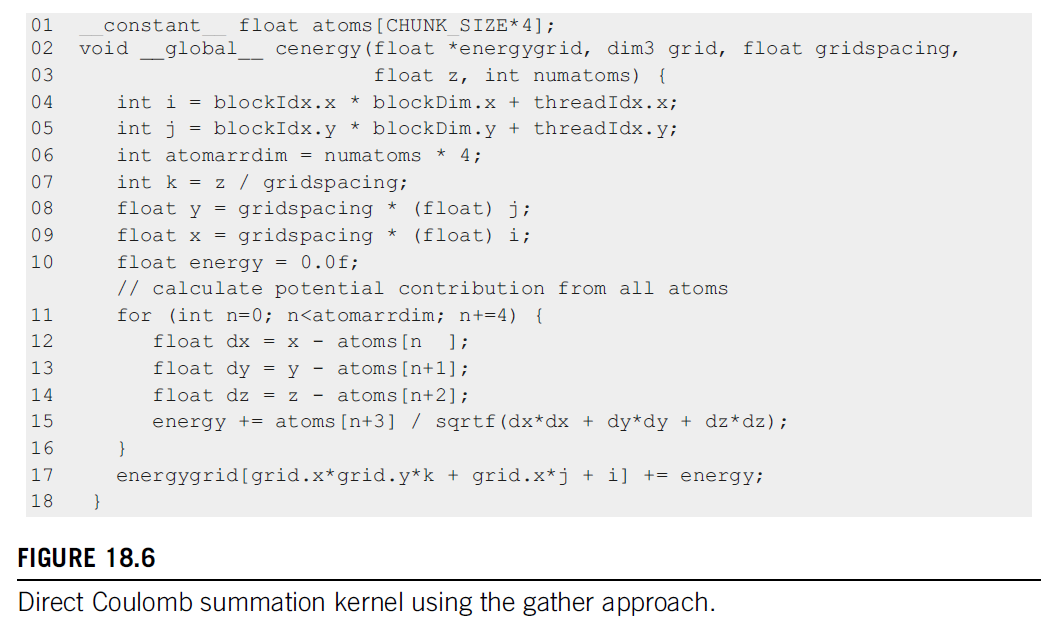 01 __constant__ float atoms[CHUNK_SIZE*4];
02 void __global__ cenergy(float *energygrid, dim3 grid, float gridspacing,
03 float z, int numatoms) {
04 int i = blockIdx.x * blockDim.x + threadIdx.x;
05 int j = blockIdx.y * blockDim.y + threadIdx.y;
06 int atomarrdim = numatoms * 4;
07 int k = z / gridspacing;
08 float y = gridspacing * (float) j;
09 float x = gridspacing * (float) i;
10 float energy = 0.0f;
// calculate potential contribution from all atoms
11 for (int n=0; n<atomarrdim; n+=4) {
12 float dx = x - atoms[n  ];
13 float dy = y - atoms[n+1];
14 float dz = z - atoms[n+2];
15 energy += atoms[n+3] / sqrtf(dx*dx + dy*dy + dz*dz);
16 }
17 energygrid[grid.x*grid.y*k + grid.x*j + i] += energy;
18 }
FIGURE 18.6
Direct Coulomb summation kernel using the gather approach.